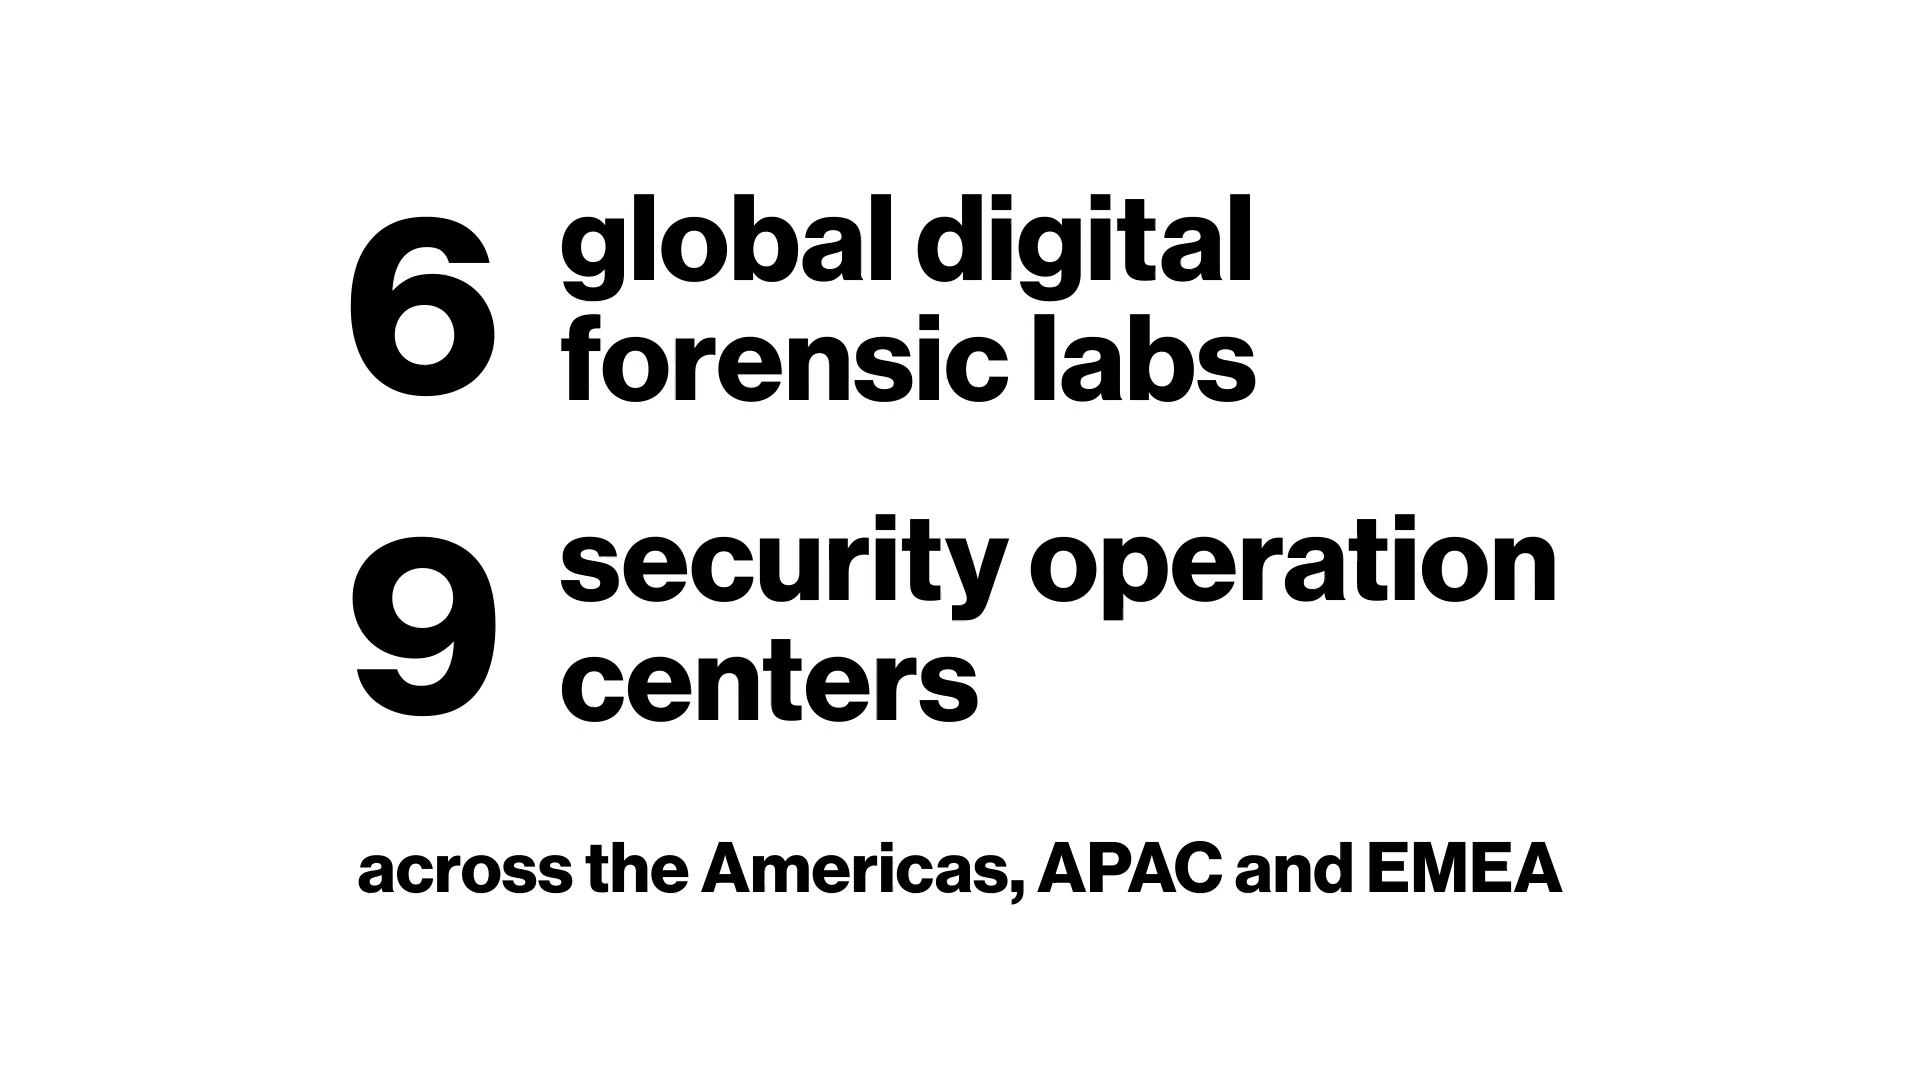 6 global digital
forensic labs
9 security operation
centers
across the Americas, APAC and EMEA